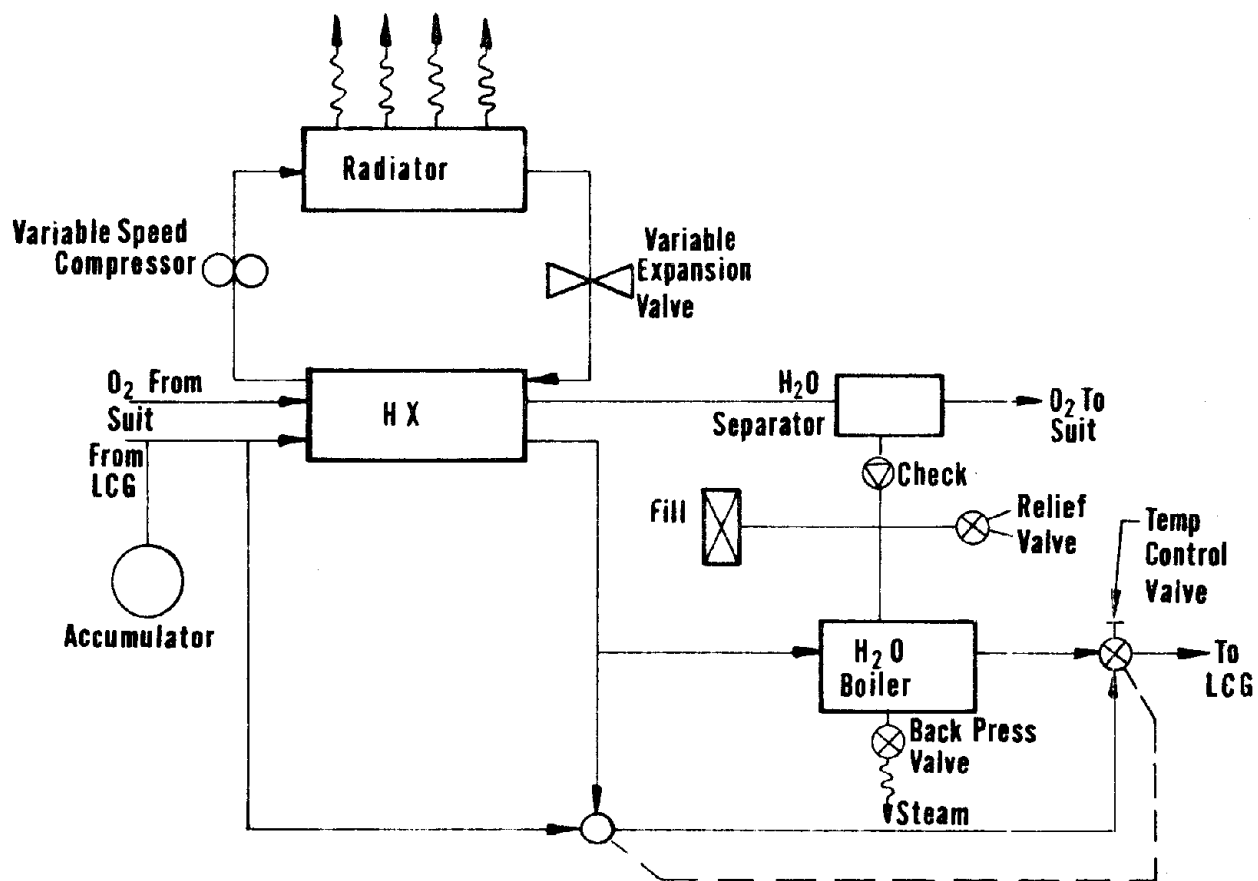 Radiator
Variable Speed
Compressor
Variable
Expansion
Valve
O2 From
Suit
From
LCG
HX
H2O
Separator
O2 To
Suit
Check
Fill
Relief
Valve
Temp
Control
Valve
Accumulator
H2O
Boiler
To
LCG
Back Press
Valve
Steam